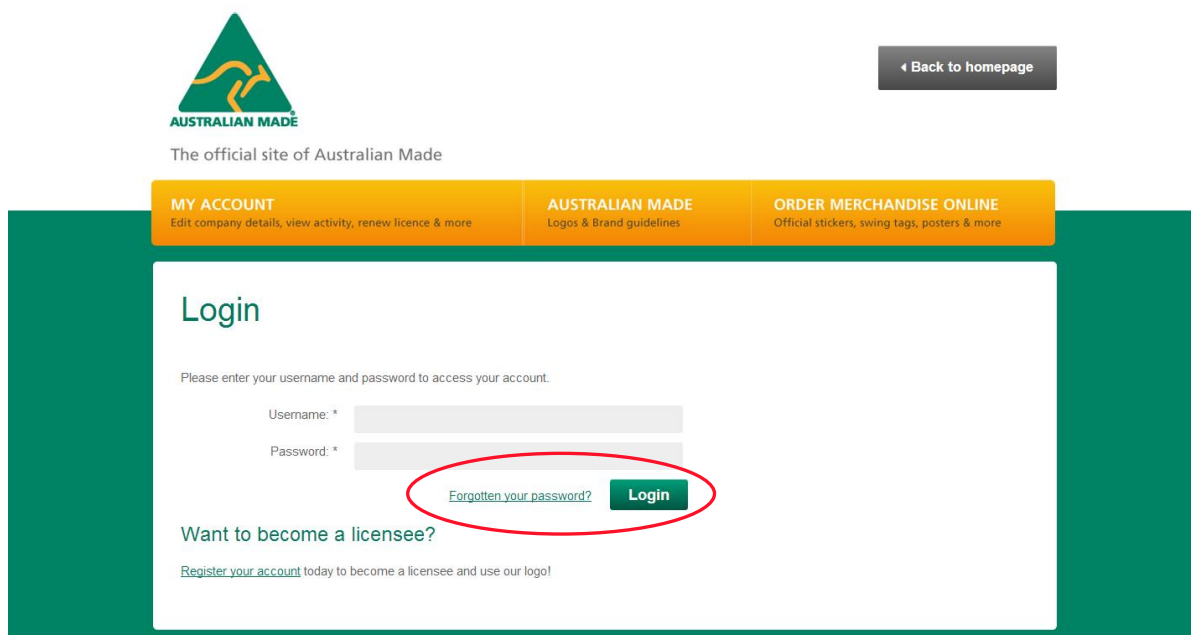 AUSTRALIAN MADE
The official site of Australian Made
◂ Back to homepage
MY ACCOUNT
Edit company details, view activity, renew licence & more
AUSTRALIAN MADE
Logos & Brand guidelines
ORDER MERCHANDISE ONLINE
Official stickers, swing tags, posters & more
Login
Please enter your username and password to access your account.
Username: *
Password: *
Forgotten your password?
Login
Want to become a licensee?
Register your account today to become a licensee and use our logo!